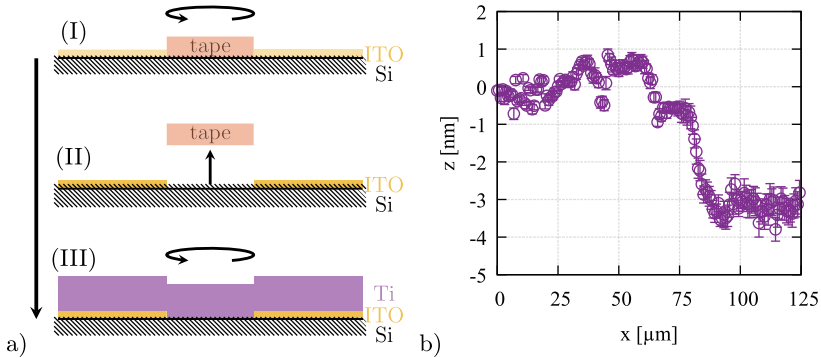 (I)
tape
ITO
Si
(II)
tape
ITO
Si
(III)
Ti
ITO
Si
a)
2
1
0
-1
-2
-3
-4
-5
z [nm]
0 25 50 75 100 125
x [µm]
b)